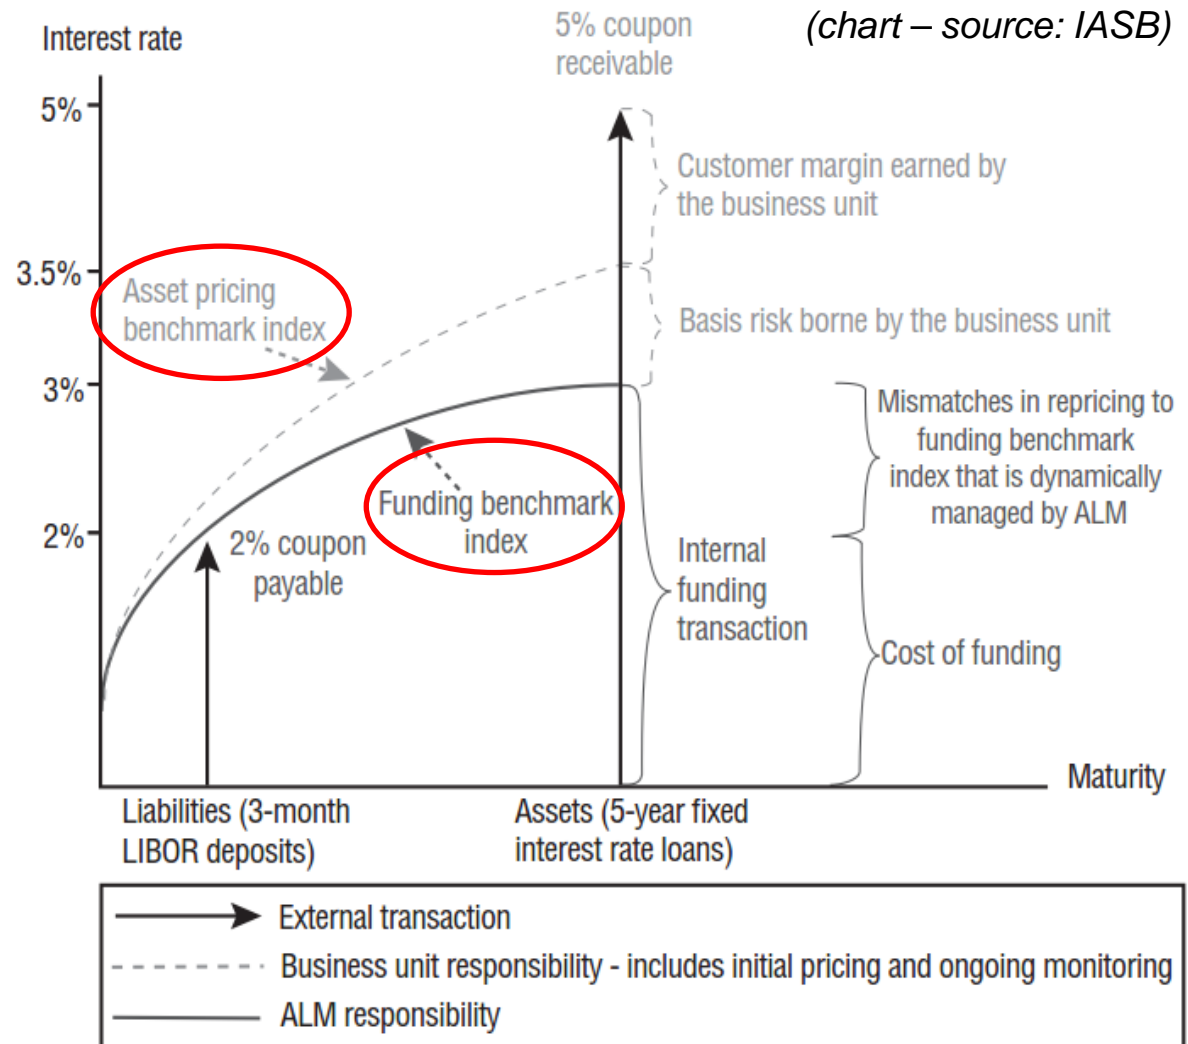 (chart – source: IASB)
Interest rate
5% coupon
receivable
5%
Customer margin earned by
the business unit
3.5%
Asset pricing
benchmark index
Basis risk borne by the business unit
3%
Mismatches in repricing to
funding benchmark
index that is dynamically
managed by ALM
Funding benchmark
index
2%
2% coupon
payable
Internal
funding
transaction
Cost of funding
Maturity
Liabilities (3-month
LIBOR deposits)
Assets (5-year fixed
interest rate loans)
External transaction
Business unit responsibility - includes initial pricing and ongoing monitoring
ALM responsibility